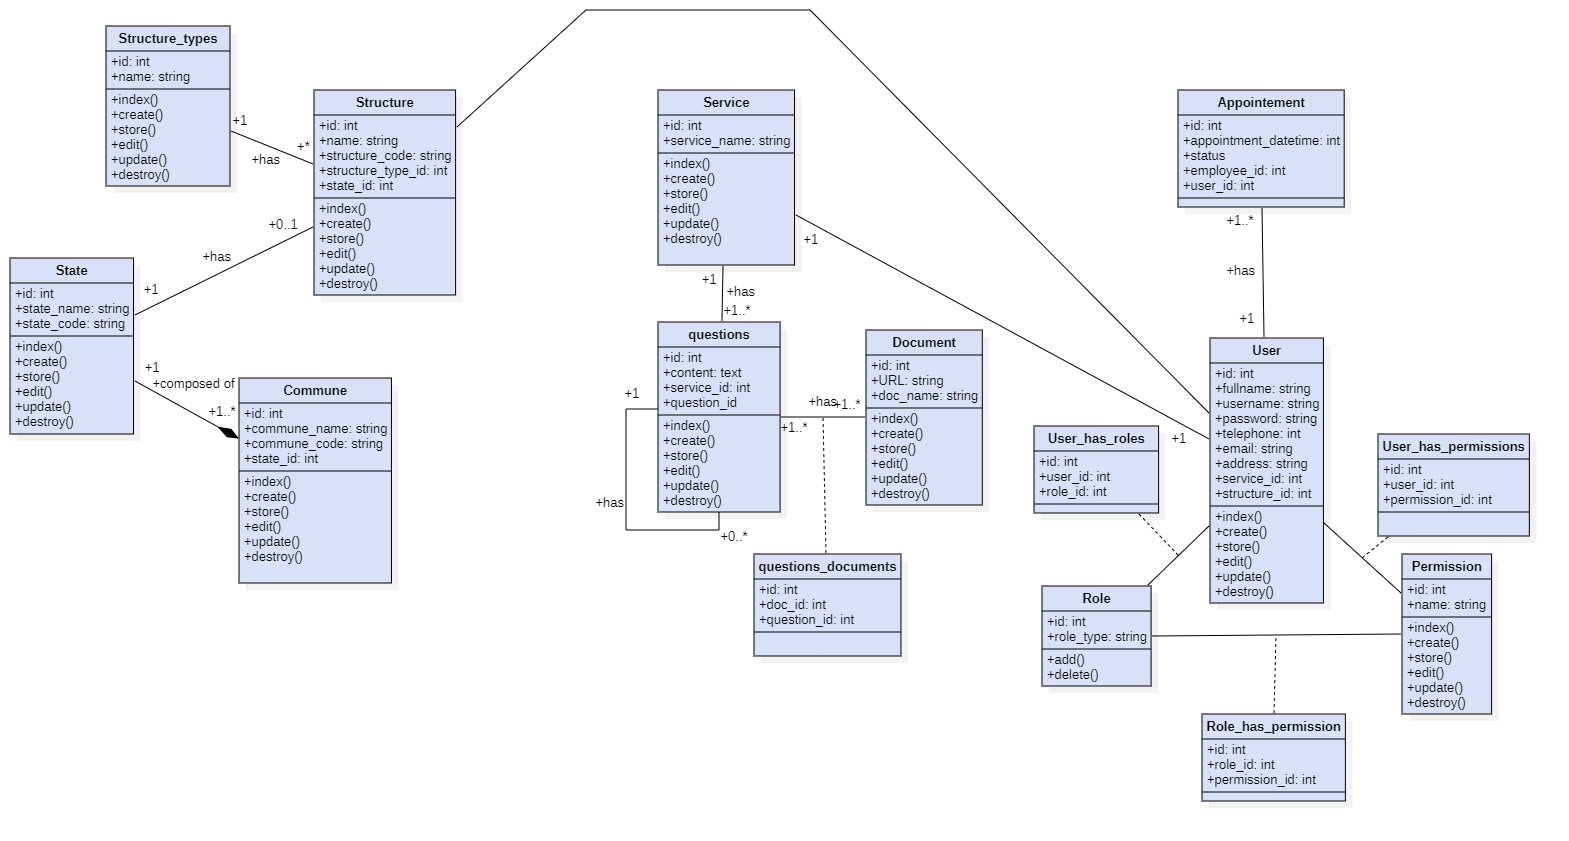 Structure_types
+id: int
+name: string
+index()
+create()
+store()
+edit()
+update()
+destroy()
+1
+has
+*
Structure
+id: int
+name: string
+structure_code: string
+structure_type_id: int
+state_id: int
+index()
+create()
+store()
+edit()
+update()
+destroy()
+0..1
+has
+1
State
+id: int
+state_name: string
+state_code: string
+index()
+create()
+store()
+edit()
+update()
+destroy()
+1
+composed of
+1..*
Commune
+id: int
+commune_name: string
+commune_code: string
+state_id: int
+index()
+create()
+store()
+edit()
+update()
+destroy()
Service
+id: int
+service_name: string
+index()
+create()
+store()
+edit()
+update()
+destroy()
+1
+1
+has
+1..*
questions
+id: int
+content: text
+service_id: int
+question_id
+index()
+create()
+store()
+edit()
+update()
+destroy()
+1
+has
+0..*
+has
+1..*
+1..*
Document
+id: int
+URL: string
+doc_name: string
+index()
+create()
+store()
+edit()
+update()
+destroy()
questions_documents
+id: int
+doc_id: int
+question_id: int
Appointement
+id: int
+appointment_datetime: int
+status
+employee_id: int
+user_id: int
+1..*
+has
+1
User
+id: int
+fullname: string
+username: string
+password: string
+telephone: int
+email: string
+address: string
+service_id: int
+structure_id: int
+index()
+create()
+store()
+edit()
+update()
+destroy()
+1
User_has_roles
+id: int
+user_id: int
+role_id: int
User_has_permissions
+id: int
+user_id: int
+permission_id: int
Role
+id: int
+role_type: string
+add()
+delete()
Permission
+id: int
+name: string
+index()
+create()
+store()
+edit()
+update()
+destroy()
Role_has_permission
+id: int
+role_id: int
+permission_id: int